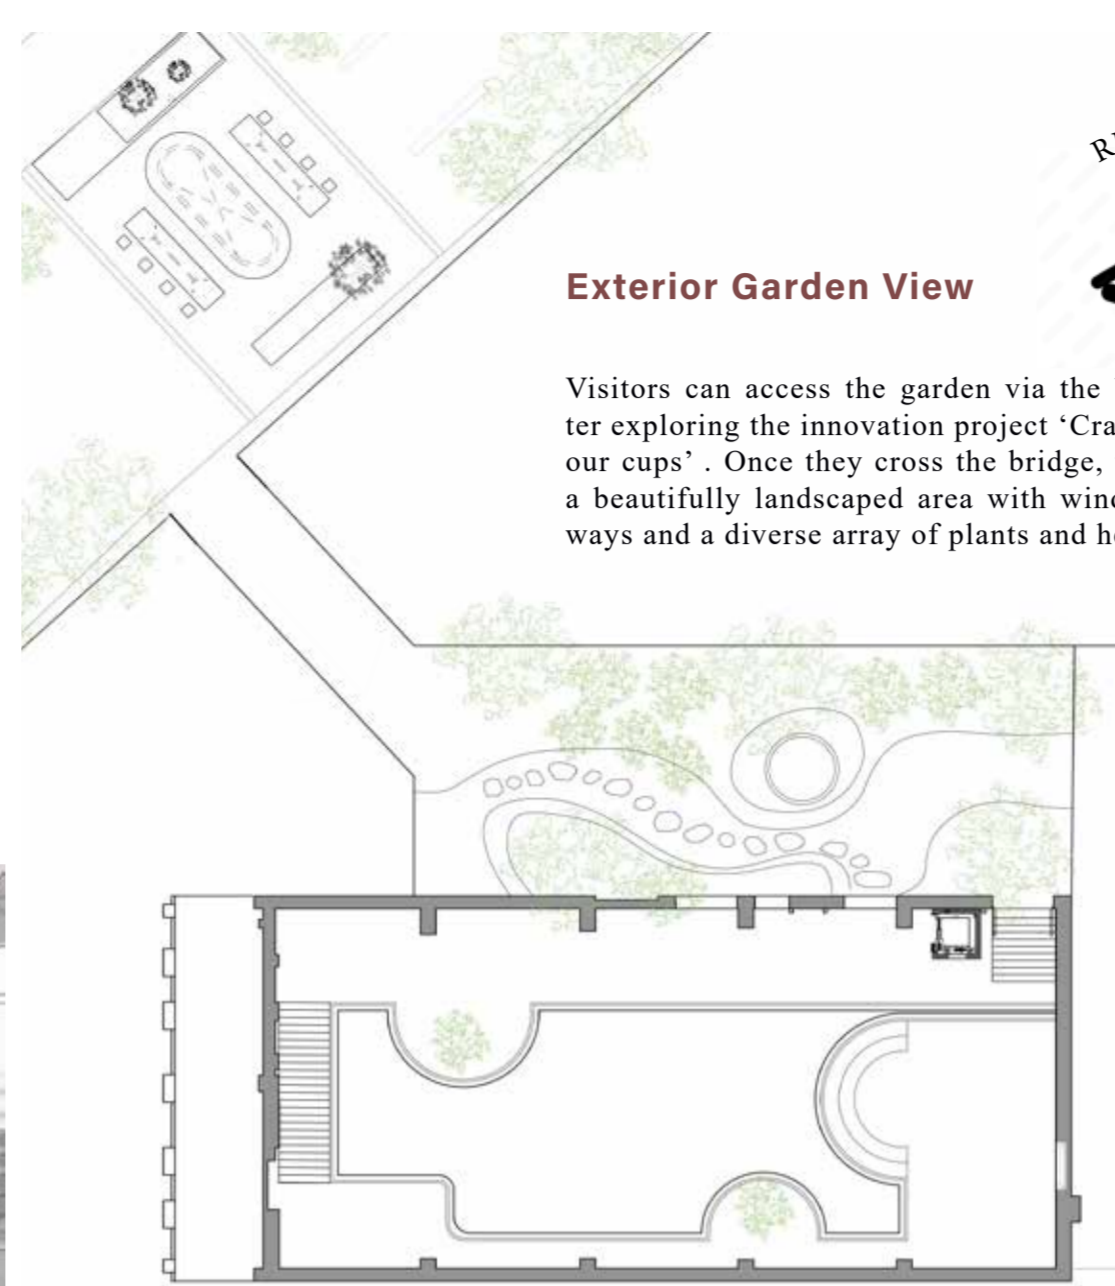 Exterior Garden View
Visitors can access the garden via the
ter exploring the innovation project ‘Cra
our cups’ . Once they cross the bridge,
a beautifully landscaped area with wind
ways and a diverse array of plants and he